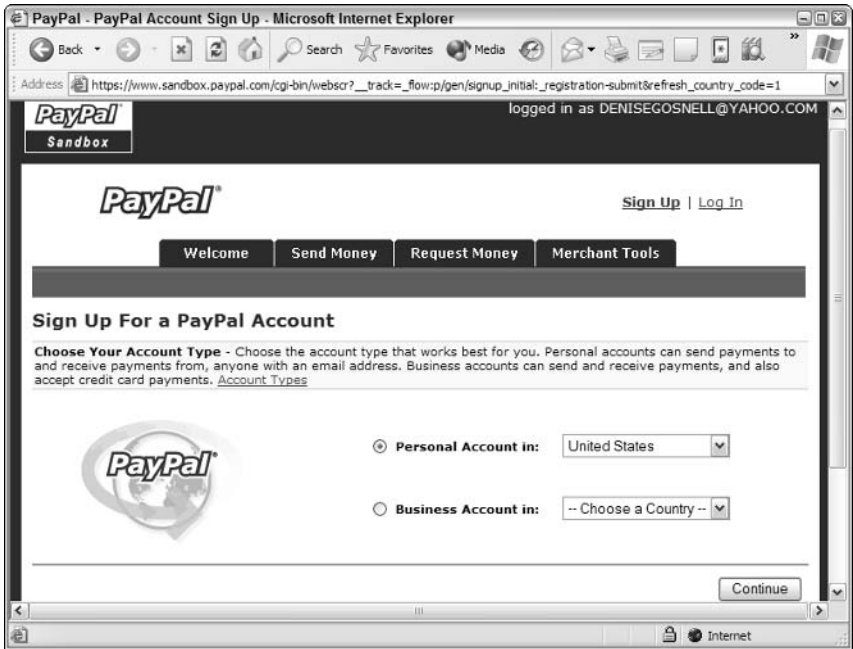 PayPal - PayPal Account Sign Up - Microsoft Internet Explorer
Back Search Favorites Media »
Address https://www.sandbox.paypal.com/cgi-bin/webscr?__track=_flow:p/gen/signup_initial:_registration-submit&refresh_country_code=1
PayPal logged in as DENISEGOSNELL@YAHOO.COM
Sandbox
PayPal® Sign Up | Log In
Welcome Send Money Request Money Merchant Tools
Sign Up For a PayPal Account
Choose Your Account Type - Choose the account type that works best for you. Personal accounts can send payments to
and receive payments from, anyone with an email address. Business accounts can send and receive payments, and also
accept credit card payments. Account Types
PayPal Personal Account in: United States
Business Account in: -- Choose a Country --
Continue
Internet